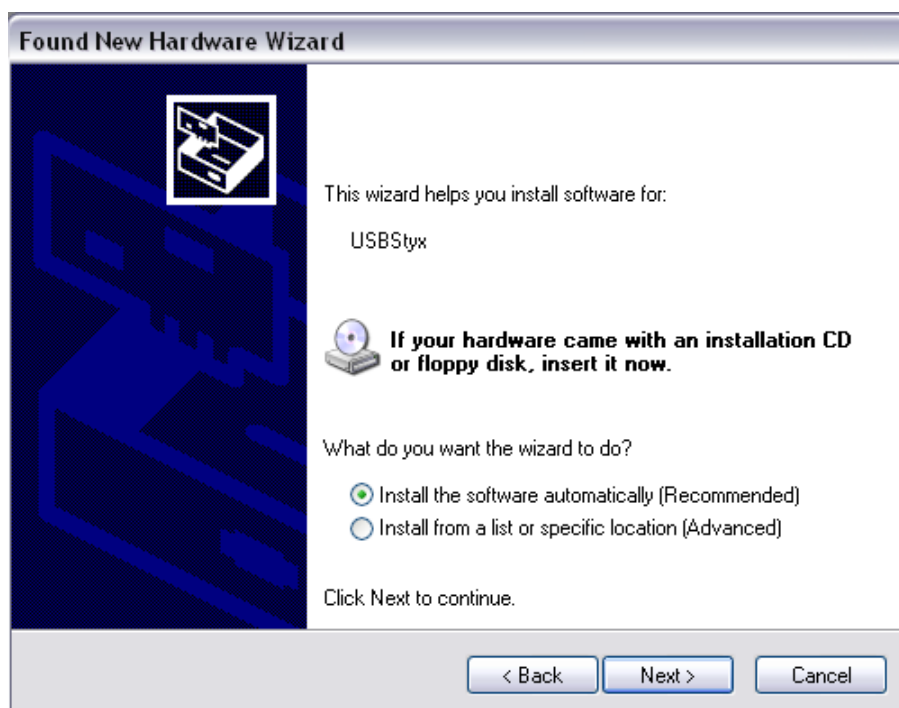 Found New Hardware Wizard
This wizard helps you install software for:
USBStyx
If your hardware came with an installation CD
or floppy disk, insert it now.
What do you want the wizard to do?
Install the software automatically (Recommended)
Install from a list or specific location (Advanced)
Click Next to continue.
< Back
Next >
Cancel